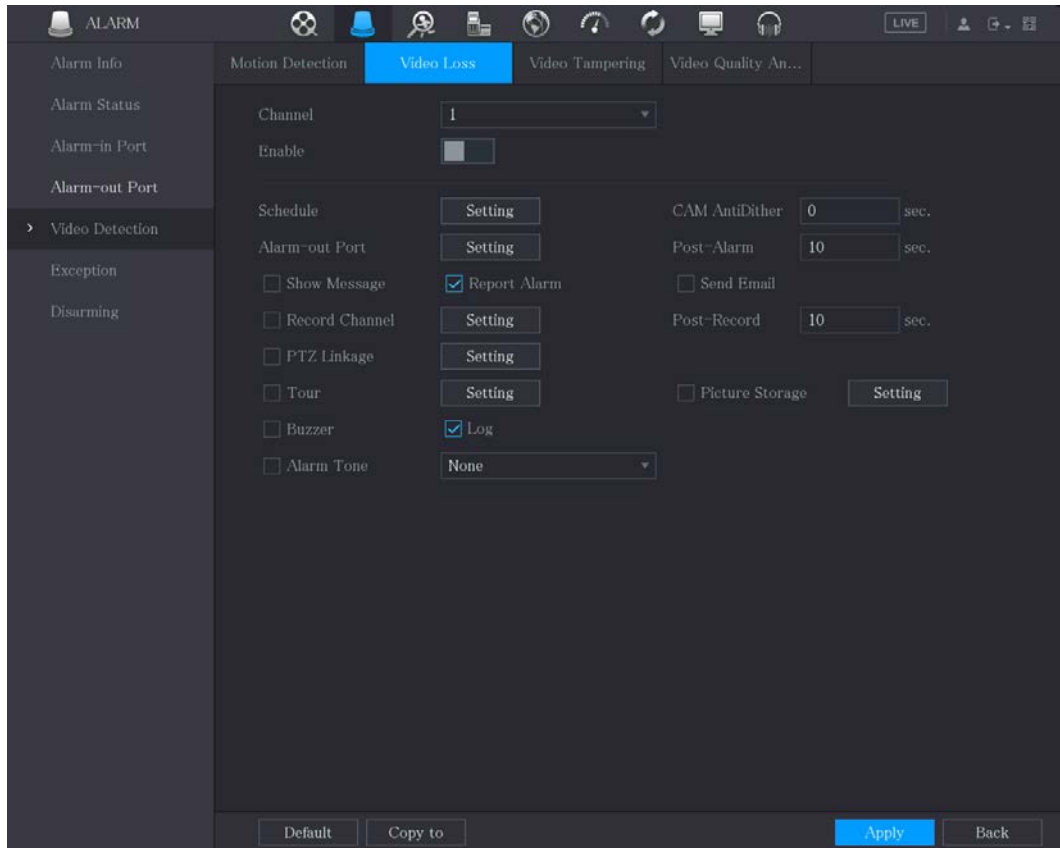 ALARM
LIVE
Alarm Info
Alarm Status
Alarm-in Port
Alarm-out Port
Video Detection
Exception
Disarming
Motion Detection Video Loss Video Tampering Video Quality An...
Channel 1
Enable
Schedule Setting CAM AntiDither 0 sec.
Alarm-out Port Setting Post-Alarm 10 sec.
Show Message Report Alarm Send Email
Record Channel Setting Post-Record 10 sec.
PTZ Linkage Setting
Tour Setting Picture Storage Setting
Buzzer Log
Alarm Tone None
Default Copy to Apply Back